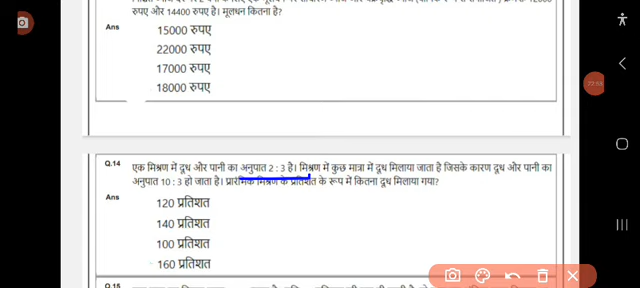 रुपए और 14400 रुपए है। मूलधन कितना है?
Ans
15000 रुपए
22000 रुपए
17000 रुपए
18000 रुपए
Q.14
एक मिश्रण में दूध और पानी का अनुपात 2 : 3 है। मिश्रण में कुछ मात्रा में दूध मिलाया जाता है जिसके कारण दूध और पानी का
अनुपात 10 : 3 हो जाता है। प्रारंभिक मिश्रण के प्रतिशत के रूप में कितना दूध मिलाया गया?
Ans
120 प्रतिशत
140 प्रतिशत
100 प्रतिशत
160 प्रतिशत
Q.15